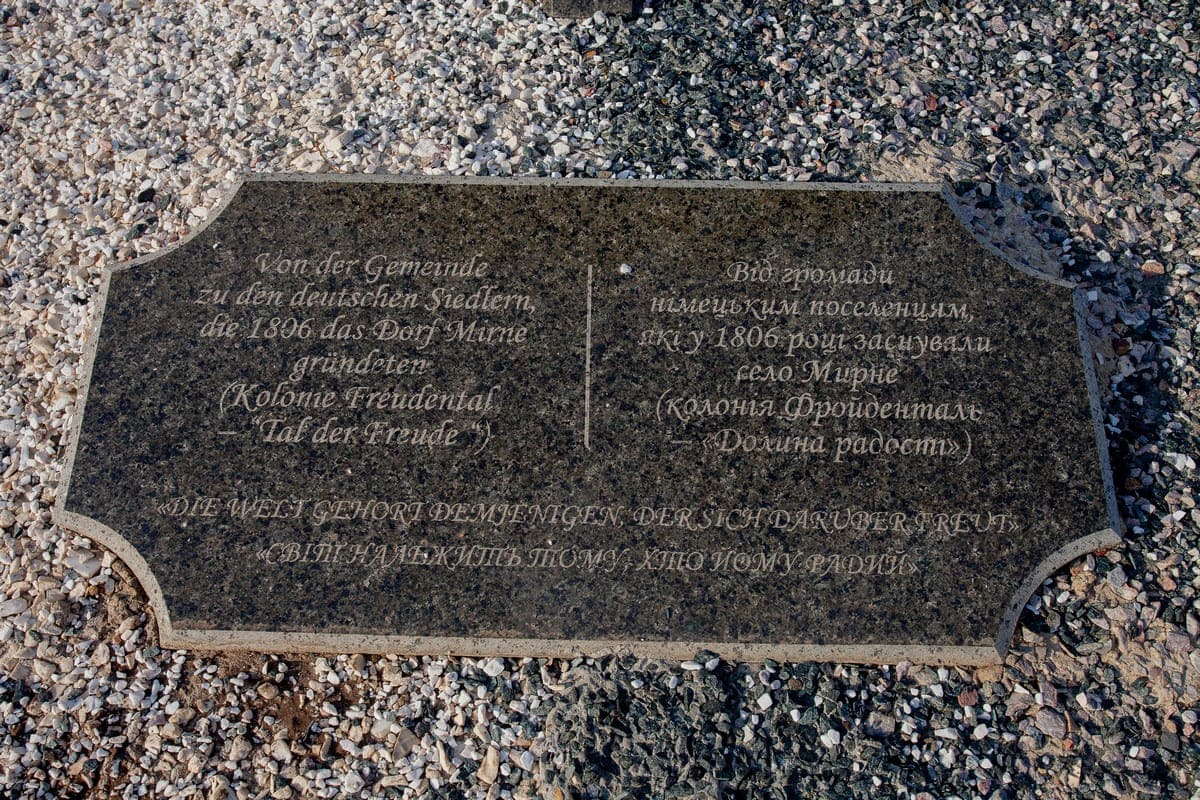 Von der Gemeinde
zu den deutschen Siedlern,
die 1806 das Dorf Mirne
gründeten
(Kolonie Freudental
– "Tal der Freude“)
Від громади
німецьким поселенцям,
які у 1806 році заснували
село Мирне
(колонія Фройденталь
– «Долина радості»)
«DIE WELT GEHÖRT DEMJENIGEN, DER SICH DARÜBER FREUT»
«СВІТ НАЛЕЖИТЬ ТОМУ, ХТО ЙОМУ РАДИЙ»